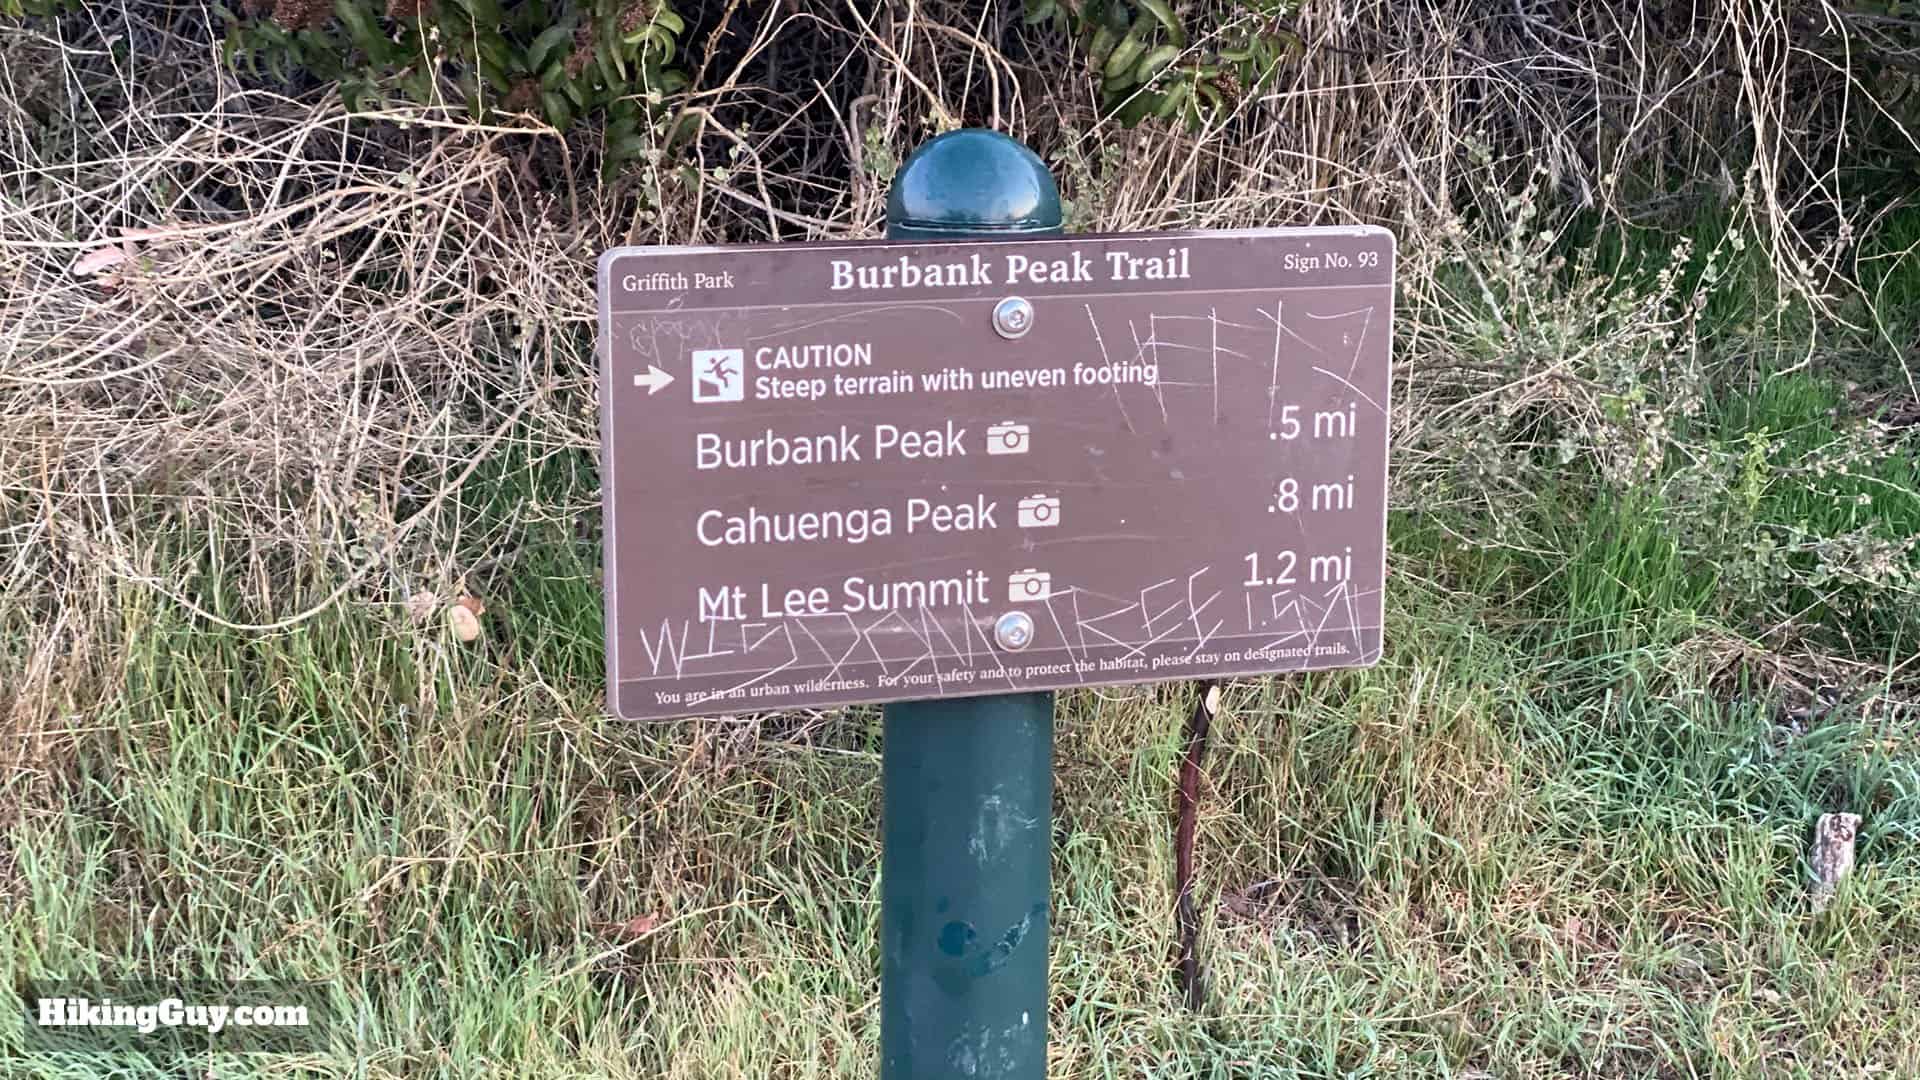 Griffith Park Burbank Peak Trail Sign No. 93
CAUTION
Steep terrain with uneven footing
Burbank Peak .5 mi
Cahuenga Peak .8 mi
Mt Lee Summit 1.2 mi
WISDOM TREE 1.5MI
You are in an urban wilderness. For your safety and to protect the habitat, please stay on designated trails.
HikingGuy.com